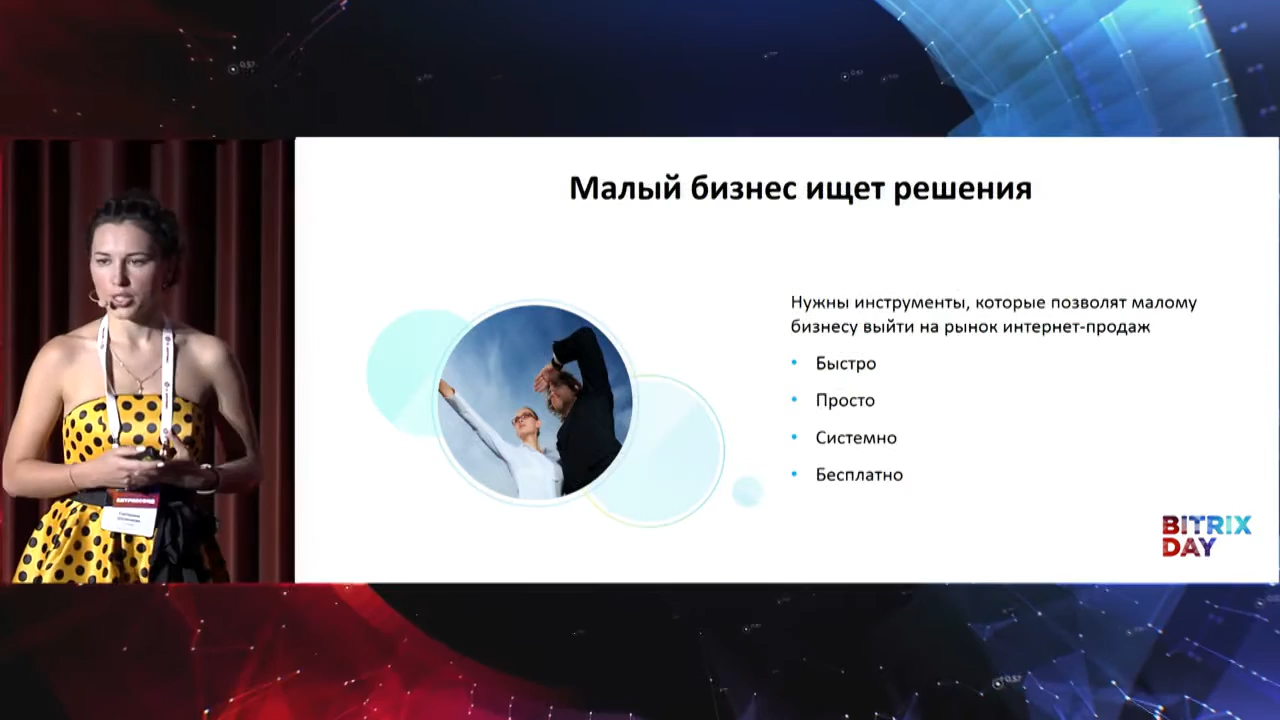 Малый бизнес ищет решения
Нужны инструменты, которые позволят малому
бизнесу выйти на рынок интернет-продаж
• Быстро
• Просто
• Системно
• Бесплатно
BITRIX
DAY